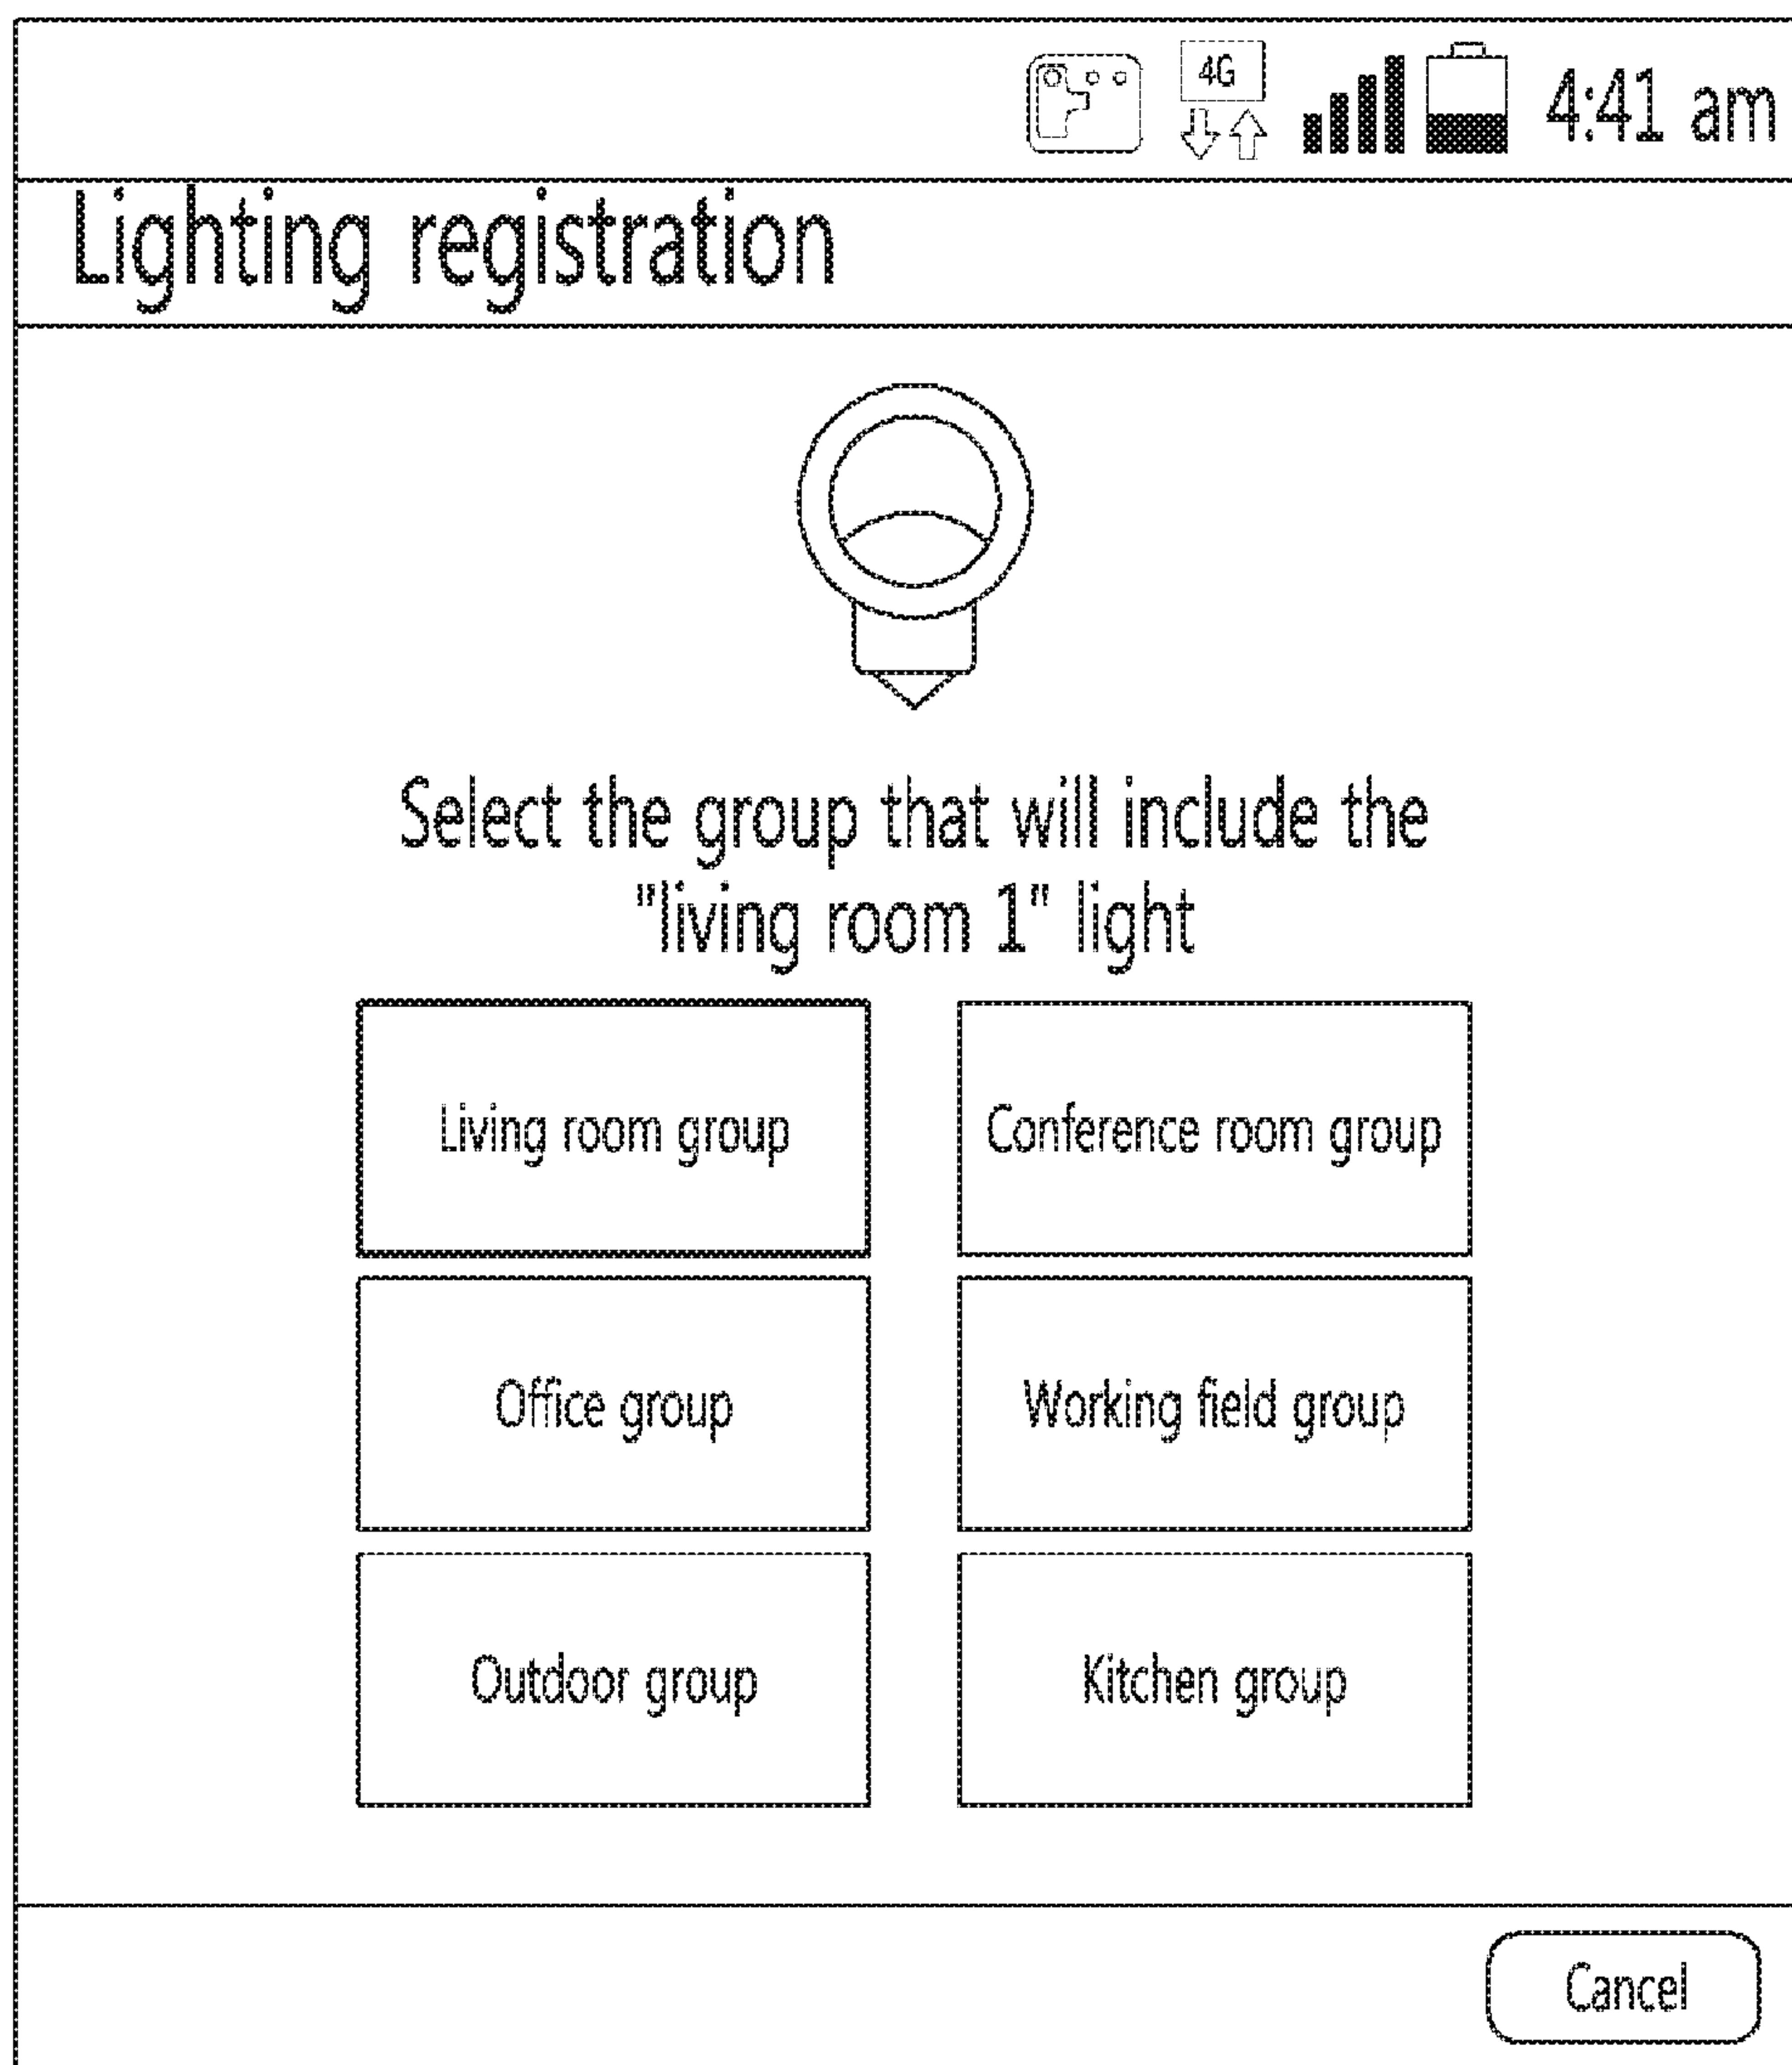 4G
4:41 am
Lighting registration
Select the group that will include the
"living room 1" light
Living room group
Conference room group
Office group
Working field group
Outdoor group
Kitchen group
Cancel